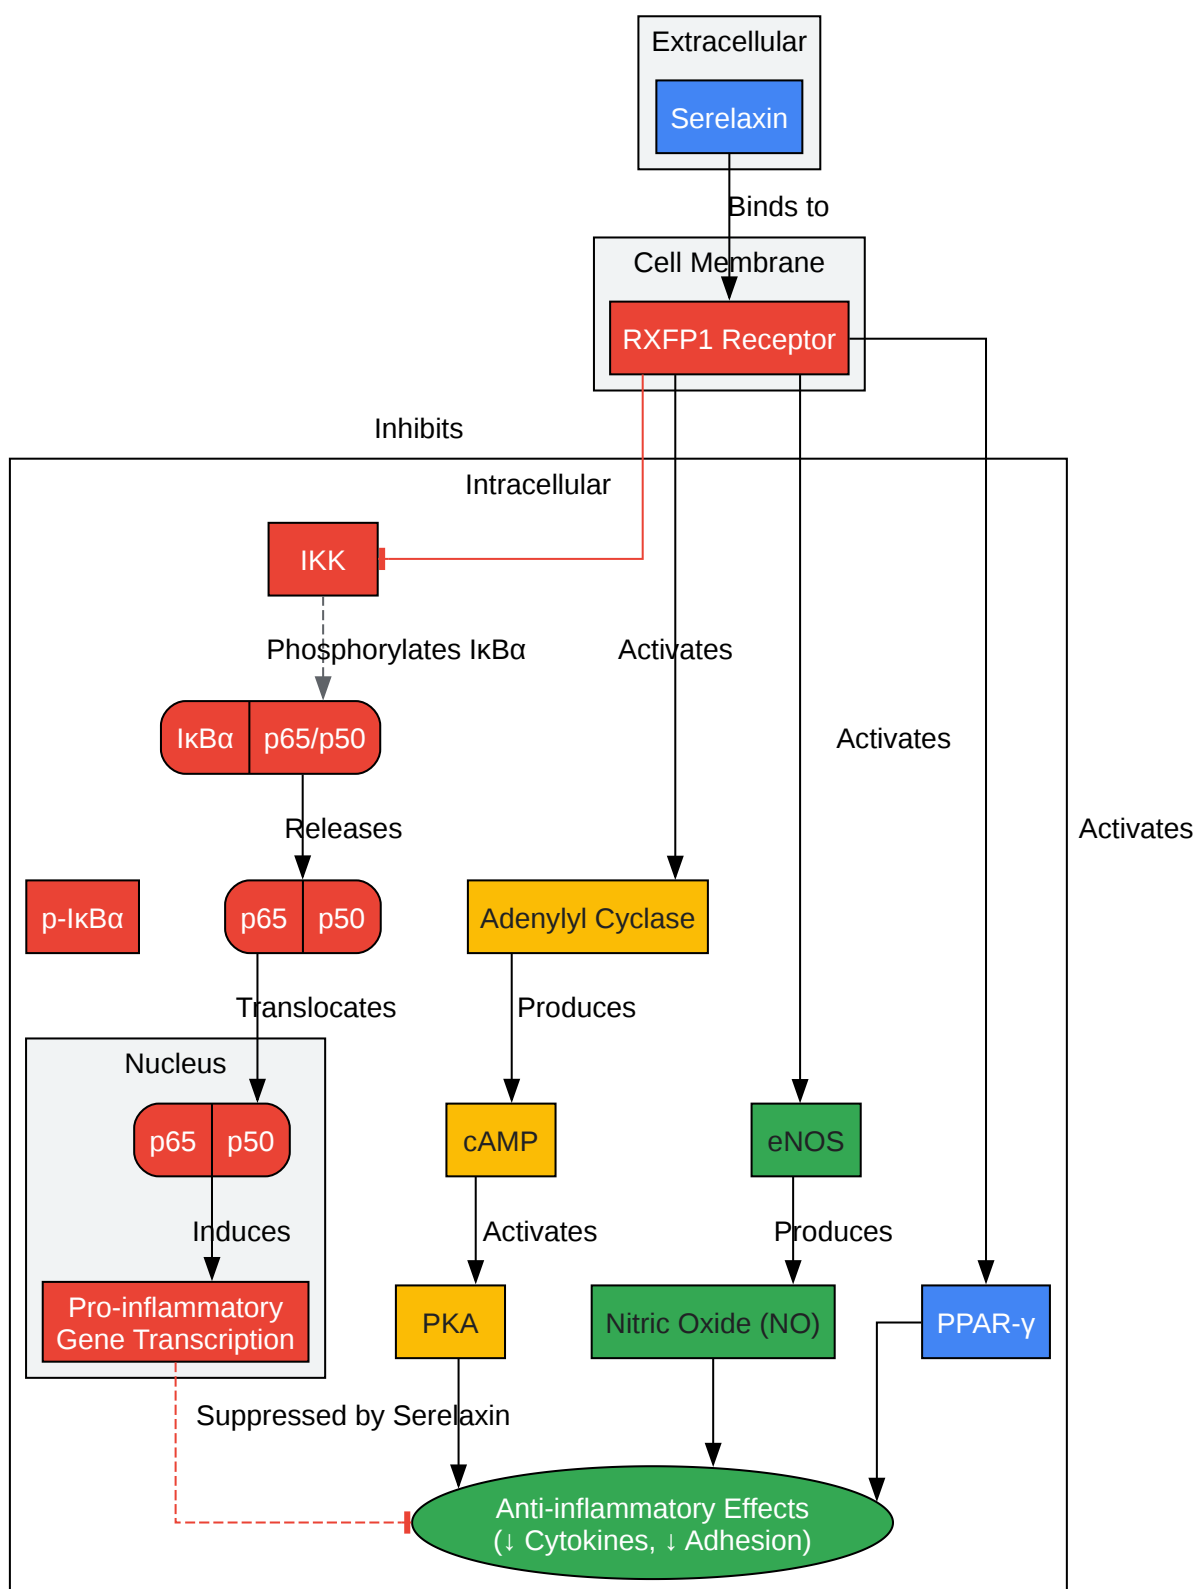 Extracellular
Serelaxin
Binds to
Cell Membrane
RXFP1 Receptor
Inhibits
Intracellular
IKK
Phosphorylates IκBα
Activates
IκBα
p65/p50
Activates
Releases
Activates
p-IκBα
p65
p50
Adenylyl Cyclase
Translocates
Produces
Nucleus
p65
p50
cAMP
eNOS
Induces
Activates
Produces
Pro-inflammatory
Gene Transcription
PKA
Nitric Oxide (NO)
PPAR-γ
Suppressed by Serelaxin
Anti-inflammatory Effects
(↓ Cytokines, ↓ Adhesion)